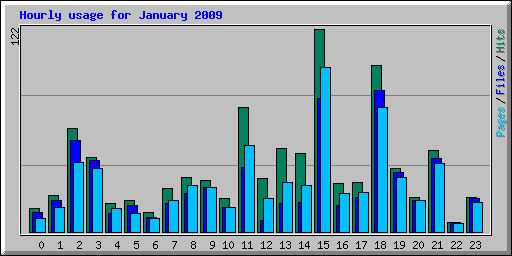 Hourly usage for January 2009
122
Pages / Files / Hits
0 1 2 3 4 5 6 7 8 9 10 11 12 13 14 15 16 17 18 19 20 21 22 23